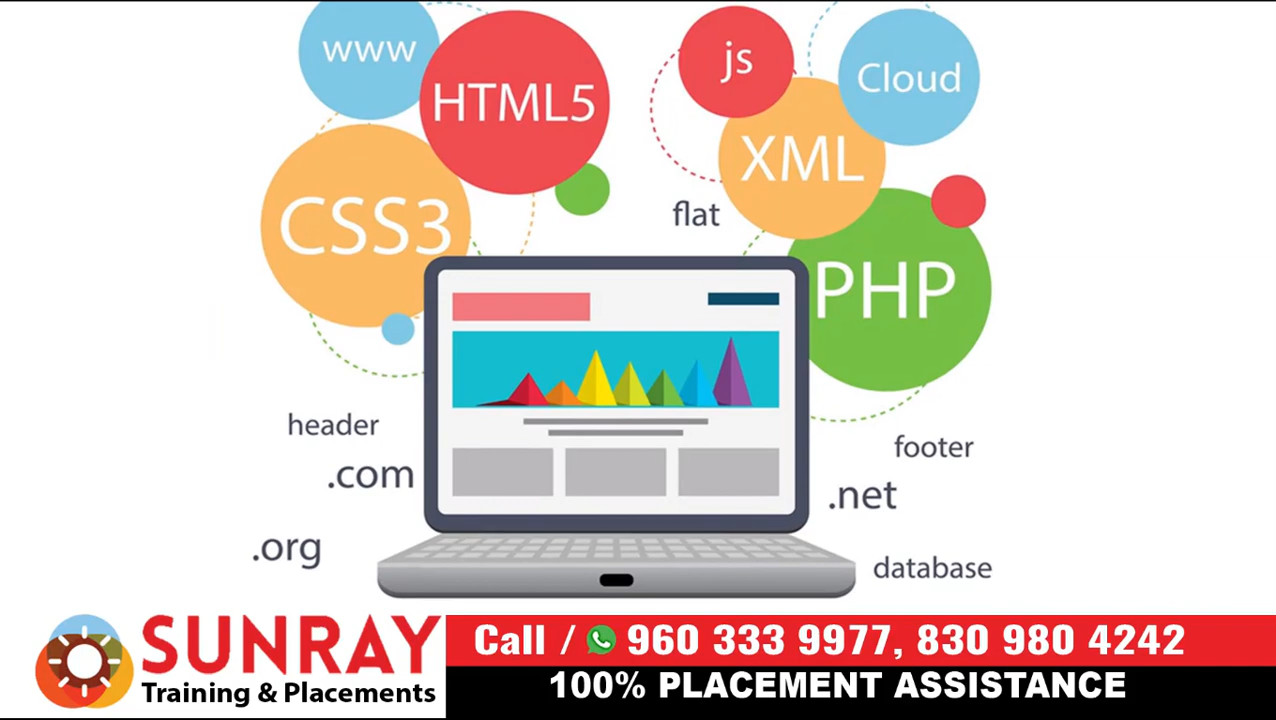 www
HTML5
js
Cloud
XML
CSS3
flat
PHP
header
footer
.com
.net
.org
database
SUNRAY
Training & Placements
Call / 960 333 9977, 830 980 4242
100% PLACEMENT ASSISTANCE